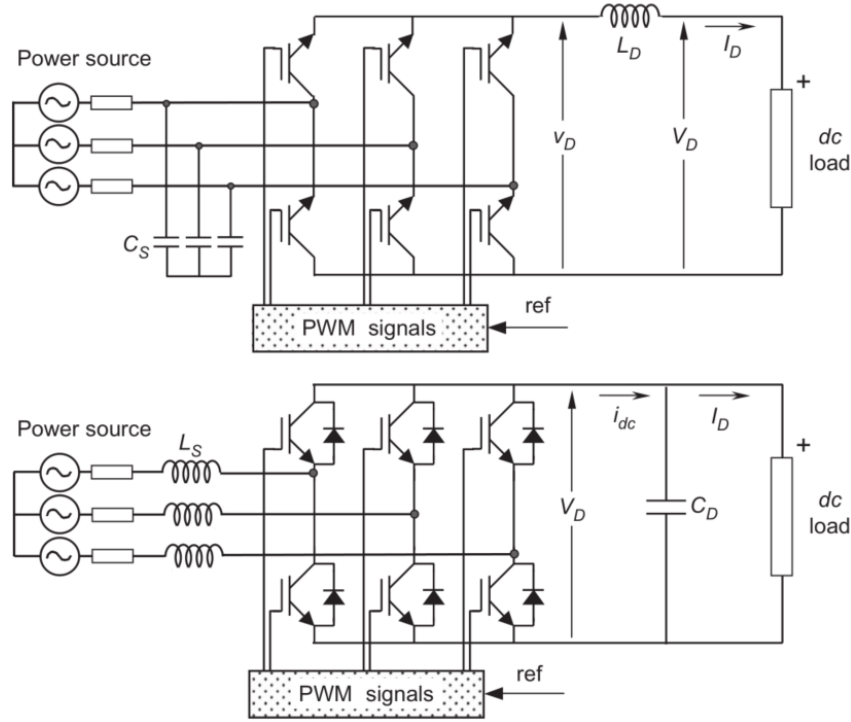 Power source
L_D
I_D
+
v_D
V_D
dc
load
C_S
ref
PWM signals
Power source
L_S
i_dc
I_D
+
V_D
C_D
dc
load
ref
PWM signals